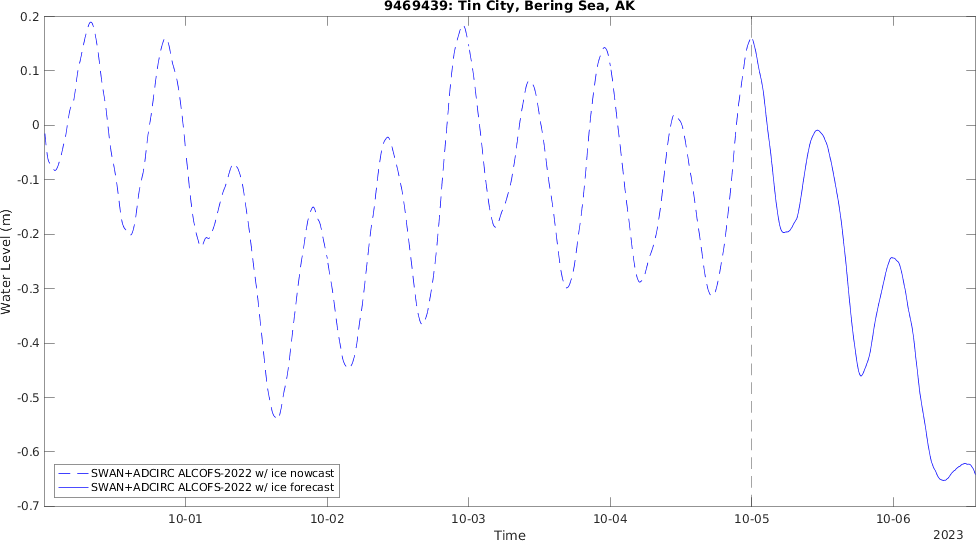 9469439: Tin City, Bering Sea, AK
0.2
0.1
0
-0.1
-0.2
-0.3
-0.4
-0.5
-0.6
-0.7
Water Level (m)
SWAN+ADCIRC ALCOFS-2022 w/ ice nowcast
SWAN+ADCIRC ALCOFS-2022 w/ ice forecast
10-01 10-02 10-03 10-04 10-05 10-06
Time
2023